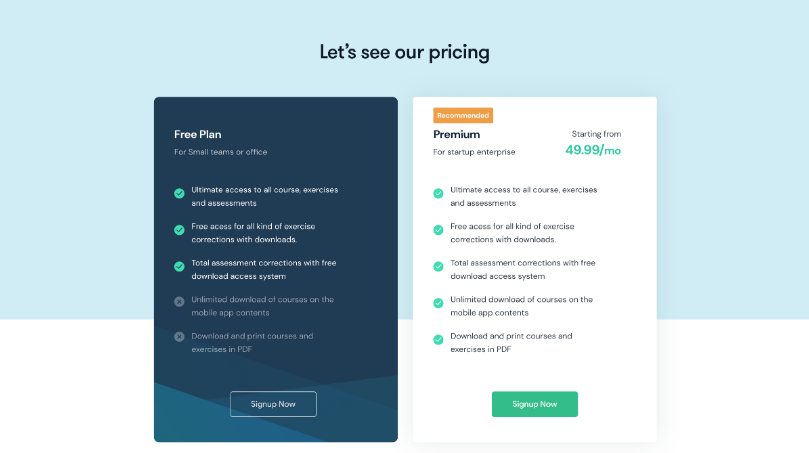 Let's see our pricing
Free Plan
For Small teams or office
Ultimate access to all course, exercises
and assessments
Free acess for all kind of exercise
corrections with downloads.
Total assessment corrections with free
download access system
Unlimited download of courses on the
mobile app contents
Download and print courses and
exercises in PDF
Signup Now
Recommended
Premium
For startup enterprise
Starting from
49.99/mo
Ultimate access to all course, exercises
and assessments
Free acess for all kind of exercise
corrections with downloads.
Total assessment corrections with free
download access system
Unlimited download of courses on the
mobile app contents
Download and print courses and
exercises in PDF
Signup Now